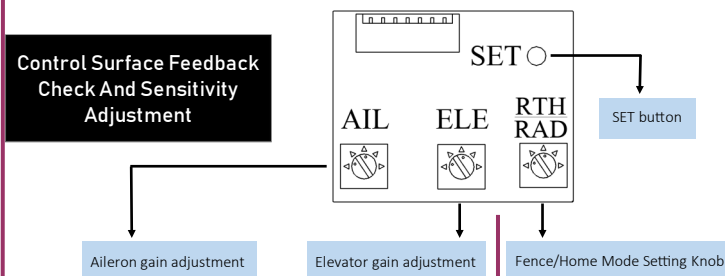 Control Surface Feedback
Check And Sensitivity
Adjustment
SET
SET button
AIL
ELE
RTH
RAD
Aileron gain adjustment
Elevator gain adjustment
Fence/Home Mode Setting Knob